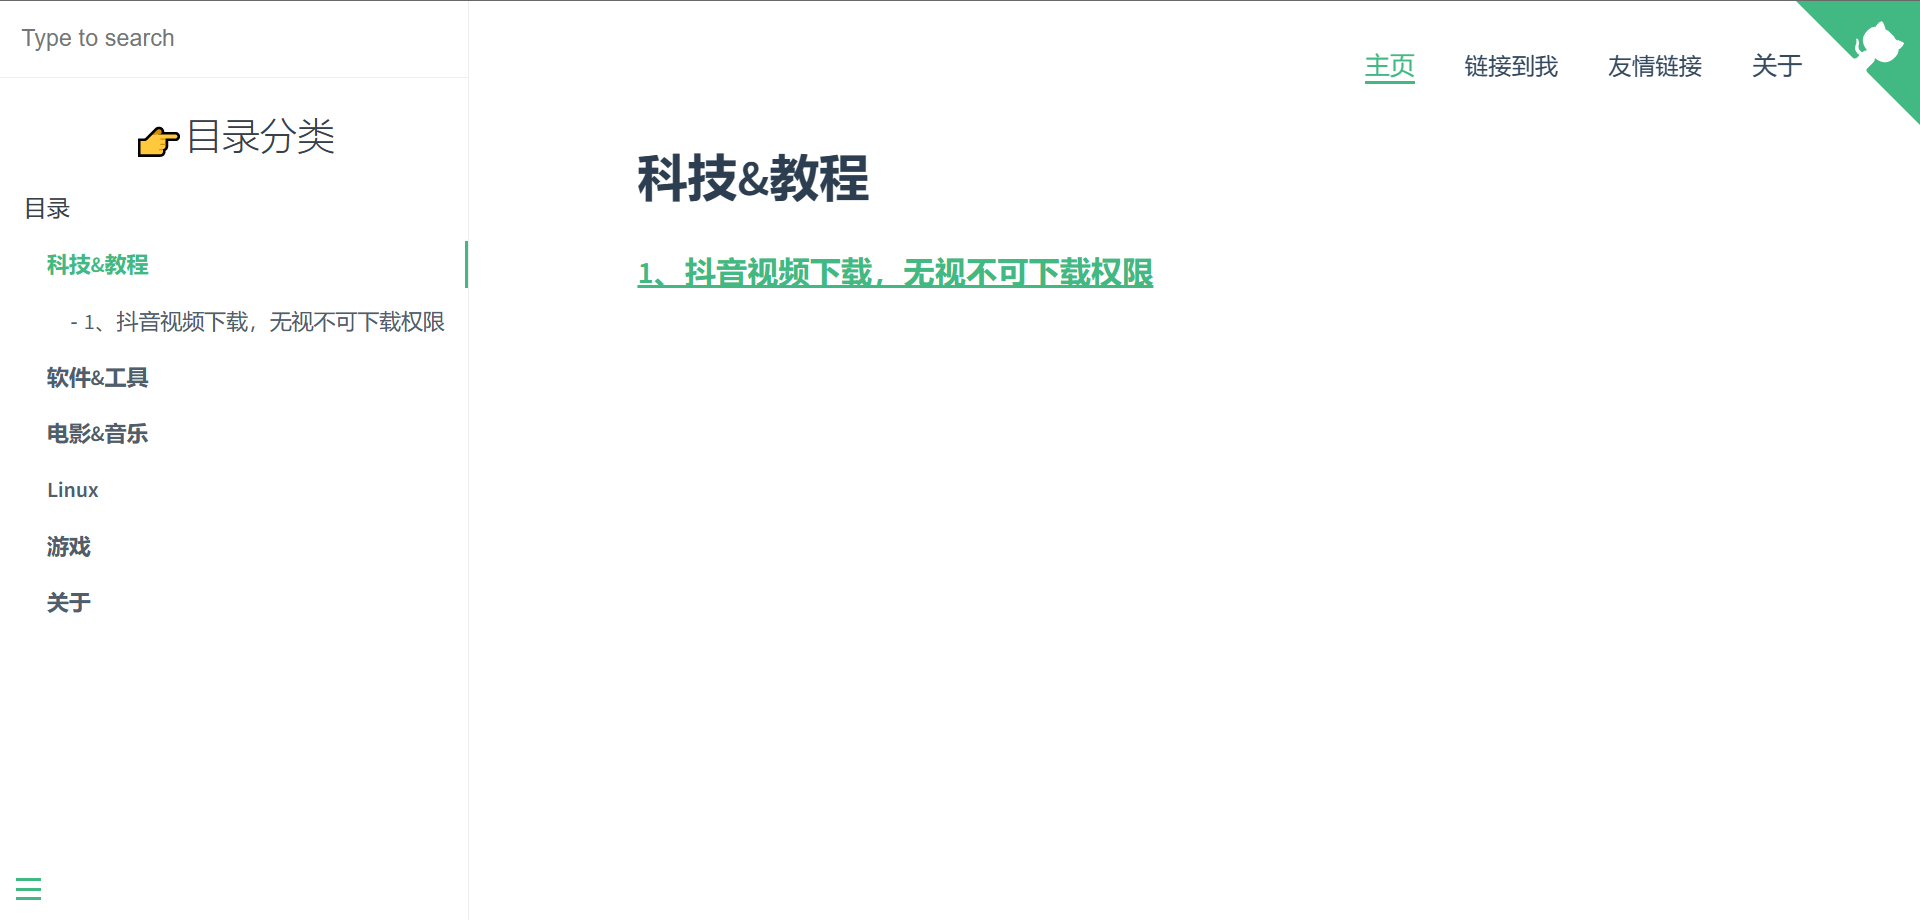 Type to search
👉目录分类
目录
科技&教程
- 1、抖音视频下载，无视不可下载权限
软件&工具
电影&音乐
Linux
游戏
关于
主页 链接到我 友情链接 关于
科技&教程
1、抖音视频下载，无视不可下载权限